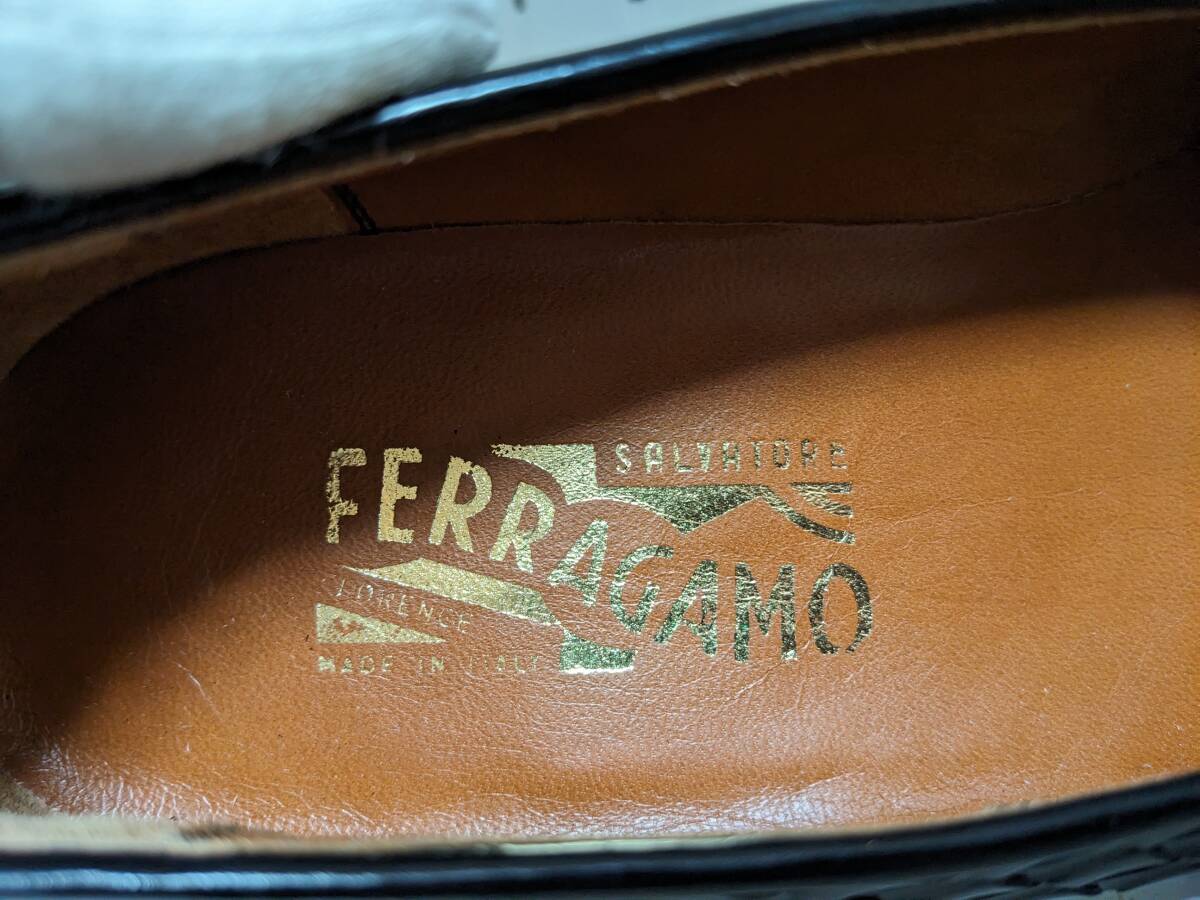 SALVATORE
FERRAGAMO
FLORENCE
MADE IN ITALY